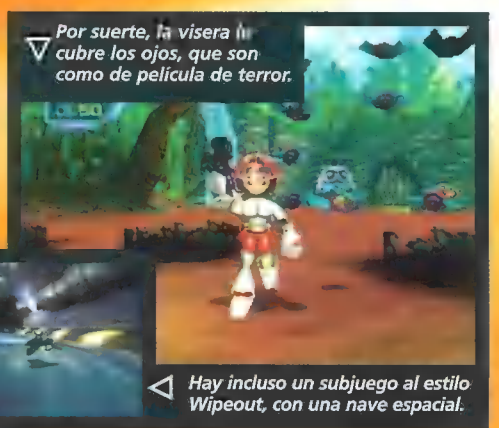 Por suerte, la visera le
cubre los ojos, que son
como de película de terror.
Hay incluso un subjuego al estilo
Wipeout, con una nave espacial.